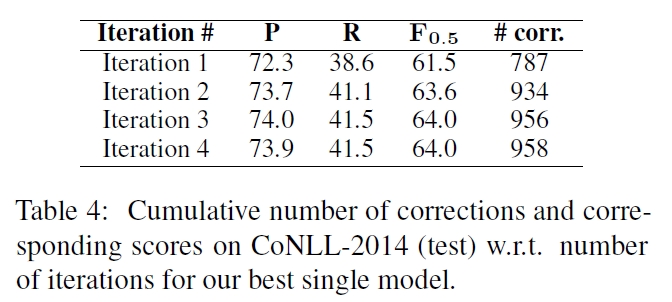 Iteration # P R F0.5 # corr.
Iteration 1 72.3 38.6 61.5 787
Iteration 2 73.7 41.1 63.6 934
Iteration 3 74.0 41.5 64.0 956
Iteration 4 73.9 41.5 64.0 958
Table 4: Cumulative number of corrections and corre-
sponding scores on CoNLL-2014 (test) w.r.t. number
of iterations for our best single model.